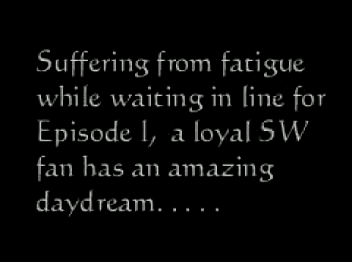 Suffering from fatigue
while waiting in line for
Episode I, a loyal SW
fan has an amazing
daydream.....